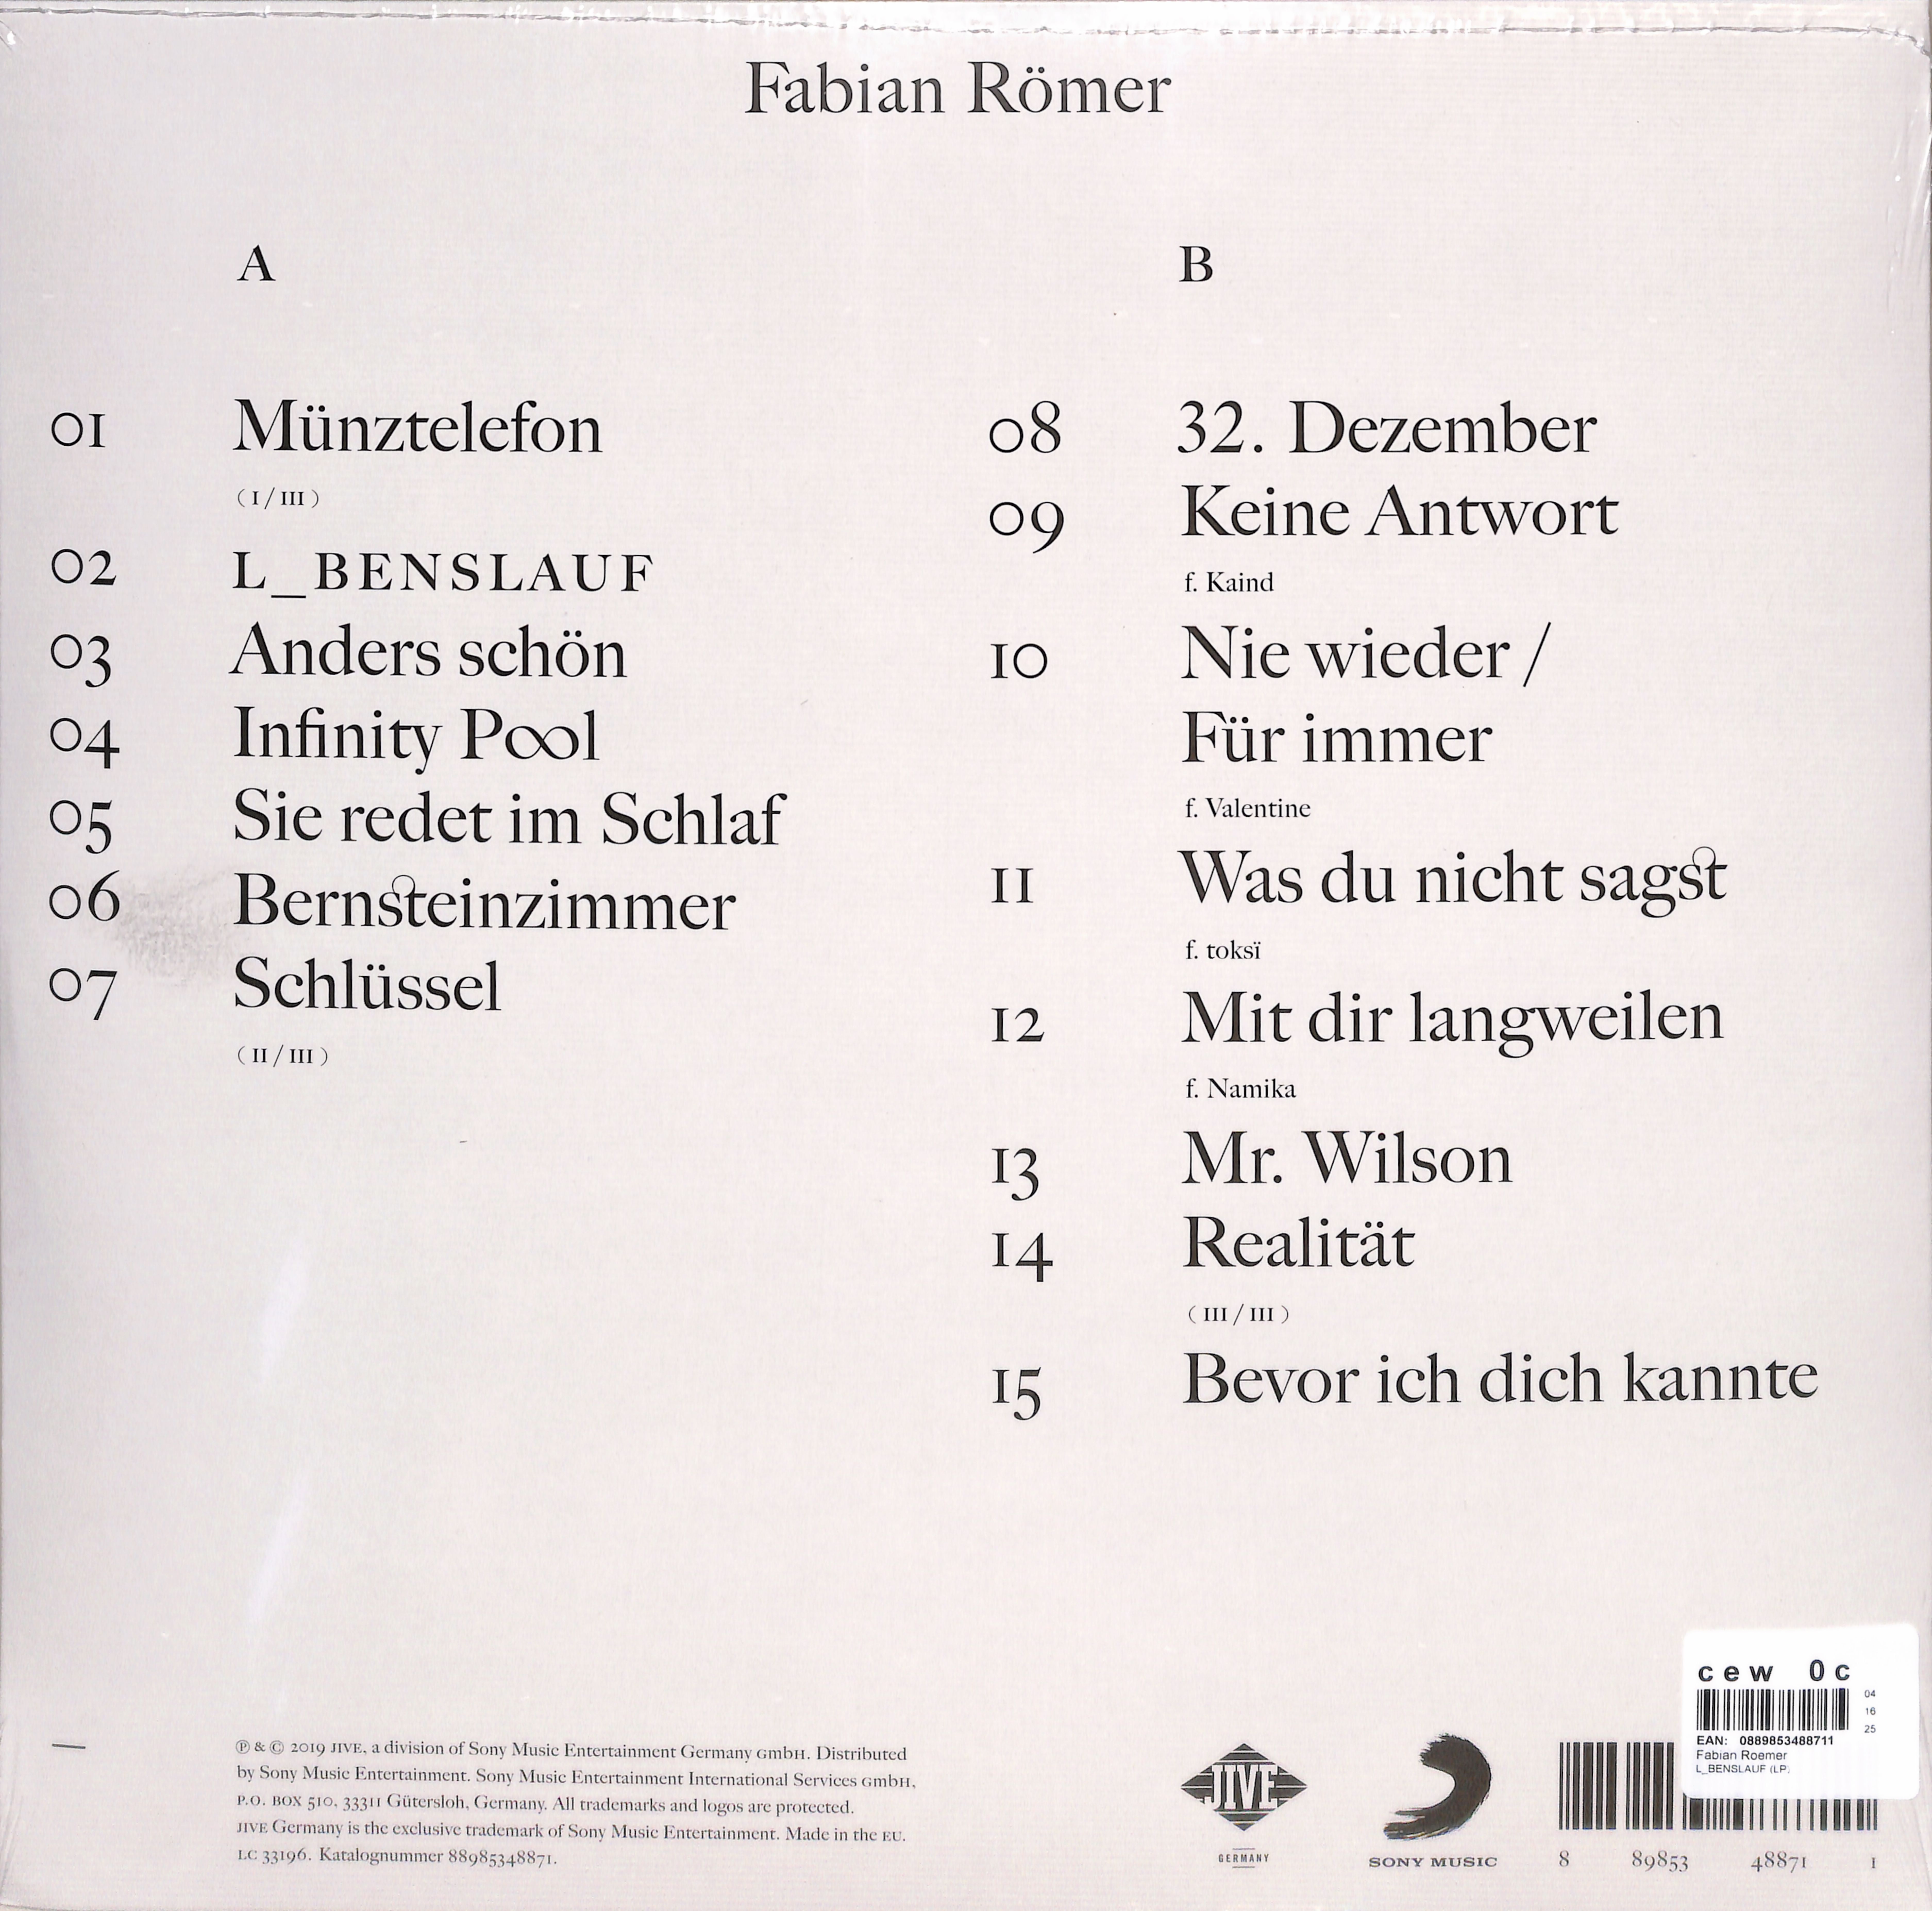 Fabian Römer
A
01 Münztelefon
(I/III)
02 L_BENSLAUF
03 Anders schön
04 Infinity Pool
05 Sie redet im Schlaf
06 Bernsteinzimmer
07 Schlüssel
(II/III)
B
08 32. Dezember
09 Keine Antwort
f. Kaind
10 Nie wieder /
Für immer
f. Valentine
11 Was du nicht sagst
f. toksï
12 Mit dir langweilen
f. Namika
13 Mr. Wilson
14 Realität
(III/III)
15 Bevor ich dich kannte
℗ & © 2019 JIVE, a division of Sony Music Entertainment Germany GmbH. Distributed
by Sony Music Entertainment. Sony Music Entertainment International Services GmbH,
P.O. BOX 510, 33311 Gütersloh, Germany. All trademarks and logos are protected.
JIVE Germany is the exclusive trademark of Sony Music Entertainment. Made in the EU.
LC 33196. Katalognummer 88985348871.
JIVE
GERMANY
SONY MUSIC
cew 0c
04
16
25
EAN: 0889853488711
Fabian Roemer
L_BENSLAUF (LP)
8 89853 48871 1